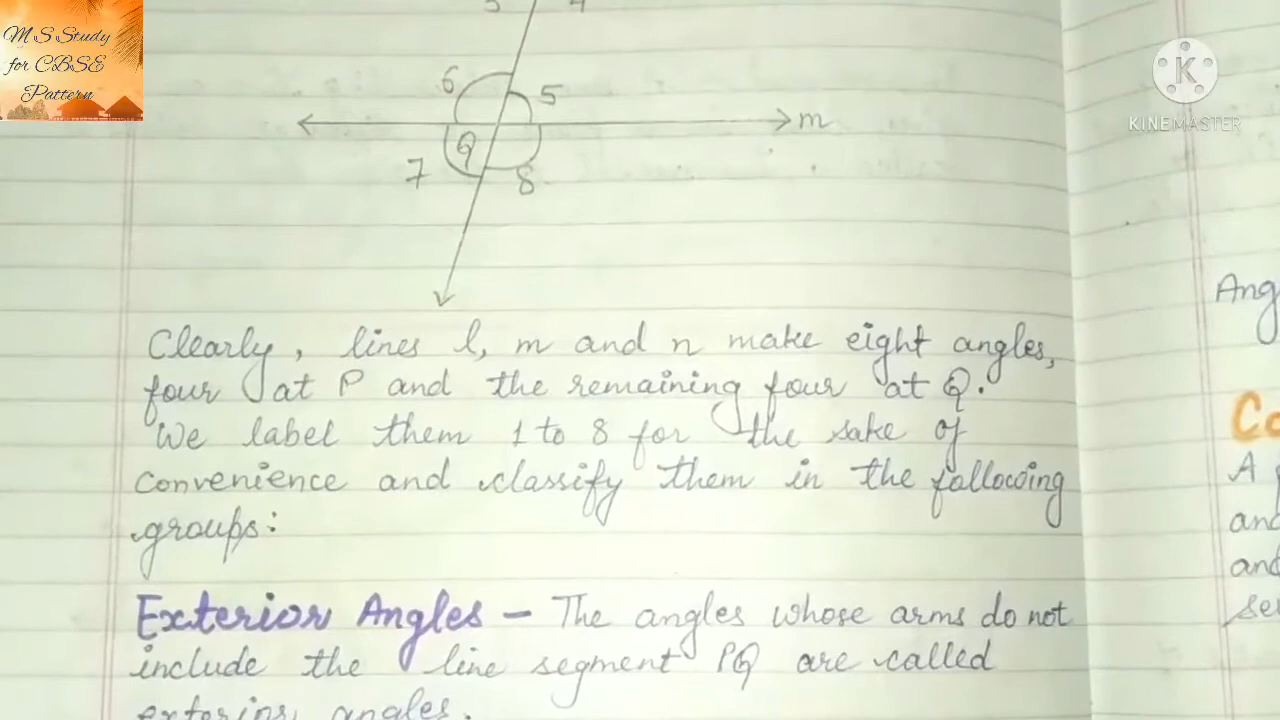 M S Study
for CBSE
Pattern
K
KINEMASTER
6
5
m
Q
7
8
Clearly, lines l, m and n make eight angles,
four at P and the remaining four at Q.
We label them 1 to 8 for the sake of
convenience and classify them in the following
groups:
Exterior Angles - The angles whose arms do not
include the line segment PQ are called
exterior angles.
Ang
Co
A
and
and
se